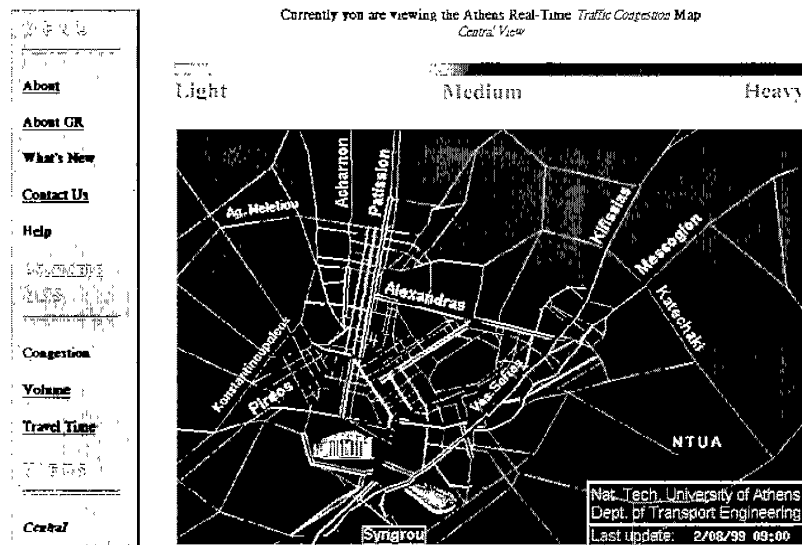 Currently you are viewing the Athens Real-Time Traffic Congestion Map
Central View
Light Medium Heavy
About
About GR
What's New
Contact Us
Help
Congestion
Volume
Travel Time
Central
Acharnon
Patission
Ag. Meletiou
Kifissias
Messogion
Alexandras
Katechaki
Konstantinoupoleos
Pireos
Vas. Sofias
NTUA
Syngrou
Nat. Tech. University of Athens
Dept. of Transport Engineering
Last update: 2/08/99 09:00